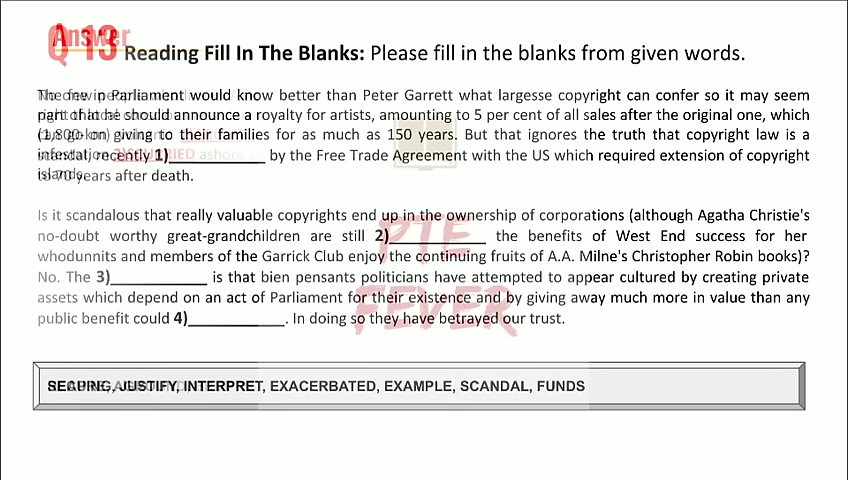 Answer
Q 13 Reading Fill In The Blanks: Please fill in the blanks from given words.
The few in Parliament would know better than Peter Garrett what largesse copyright can confer so it may seem
right that he should announce a royalty for artists, amounting to 5 per cent of all sales after the original one, which
giving to their families for as much as 150 years. But that ignores the truth that copyright law is a
recently 1)____________ by the Free Trade Agreement with the US which required extension of copyright
to 70 years after death.
Is it scandalous that really valuable copyrights end up in the ownership of corporations (although Agatha Christie's
no-doubt worthy great-grandchildren are still 2)____________ the benefits of West End success for her
whodunnits and members of the Garrick Club enjoy the continuing fruits of A.A. Milne's Christopher Robin books)?
No. The 3)____________ is that bien pensants politicians have attempted to appear cultured by creating private
assets which depend on an act of Parliament for their existence and by giving away much more in value than any
public benefit could 4)____________. In doing so they have betrayed our trust.
PTE
FEVER
JUSTIFY, INTERPRET, EXACERBATED, EXAMPLE, SCANDAL, FUNDS